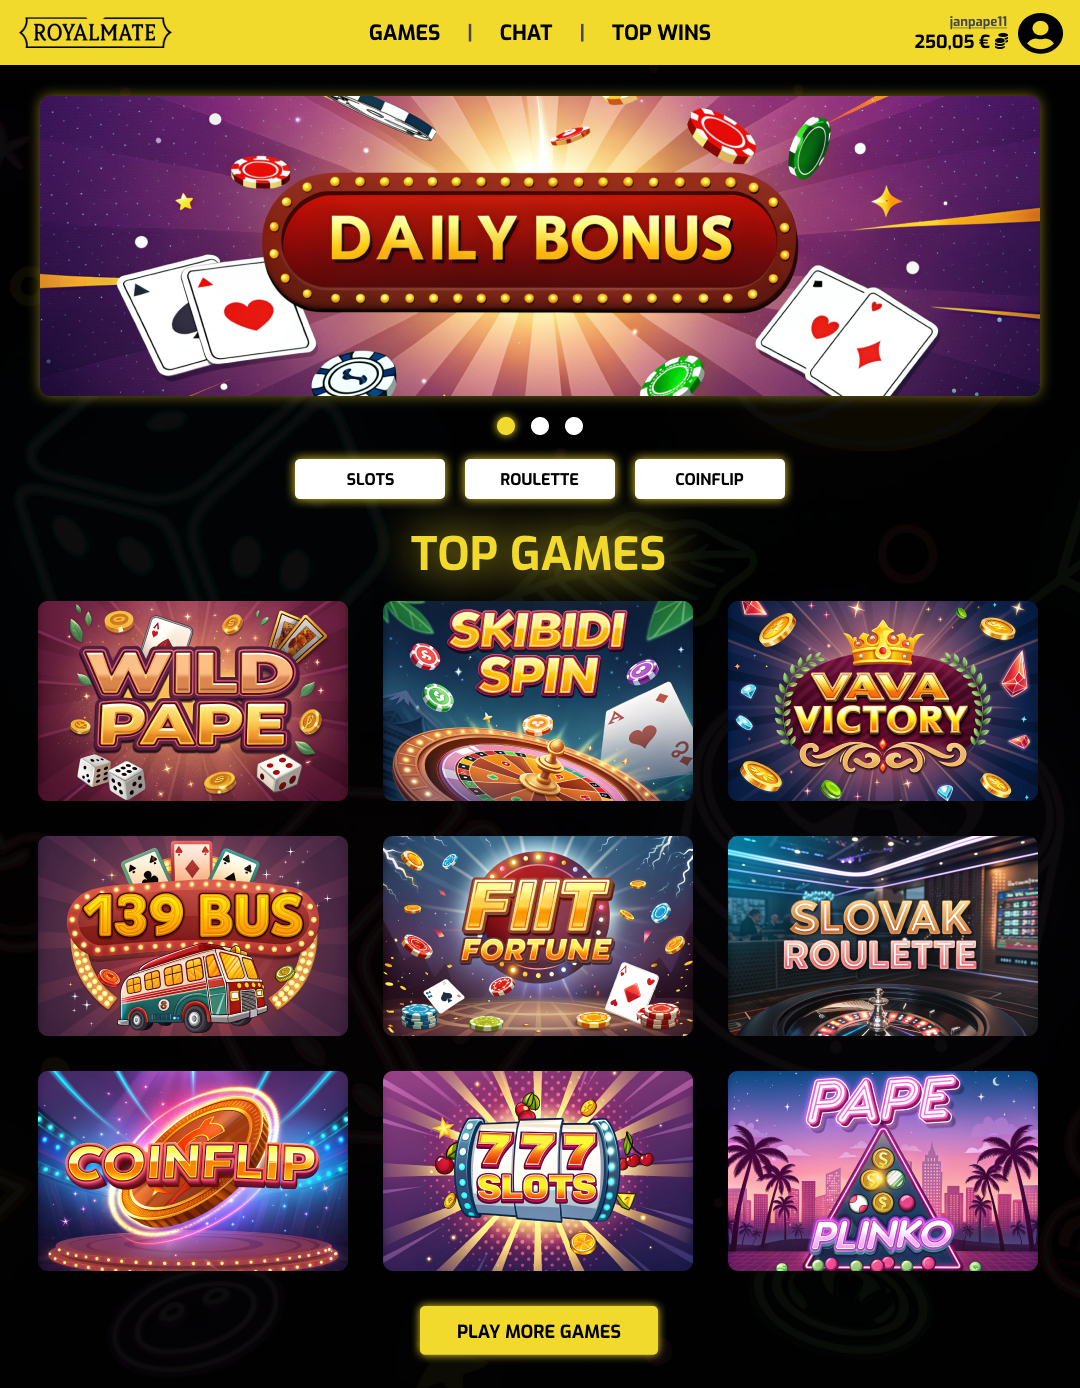 ROYALMATE
GAMES | CHAT | TOP WINS
janpape11
250,05 €
DAILY BONUS
SLOTS
ROULETTE
COINFLIP
TOP GAMES
WILD
PAPE
SKIBIDI
SPIN
VAVA
VICTORY
139 BUS
FIIT
FORTUNE
SLOVAK
ROULETTE
COINFLIP
777
SLOTS
PAPE
PLINKO
PLAY MORE GAMES